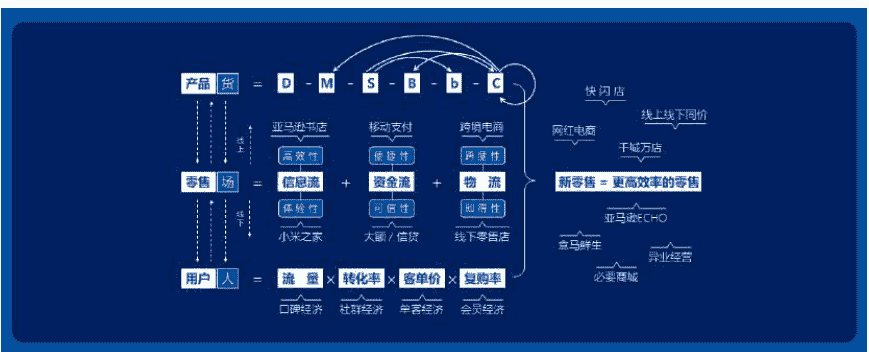 产品 货 = D - M - S - B - b - C
快闪店
线上线下同价
网红电商
千城万店
亚马逊书店 移动支付 跨境电商
线上
高效性 便捷性 跨度性
零售 场 = 信息流 + 资金流 + 物 流
新零售 = 更高效率的零售
体验性 可信性 即得性
线下
小米之家 大额/信贷 线下零售店
亚马逊ECHO
盒马鲜生
异业经营
必要商城
用户 人 = 流 量 × 转化率 × 客单价 × 复购率
口碑经济 社群经济 单客经济 会员经济